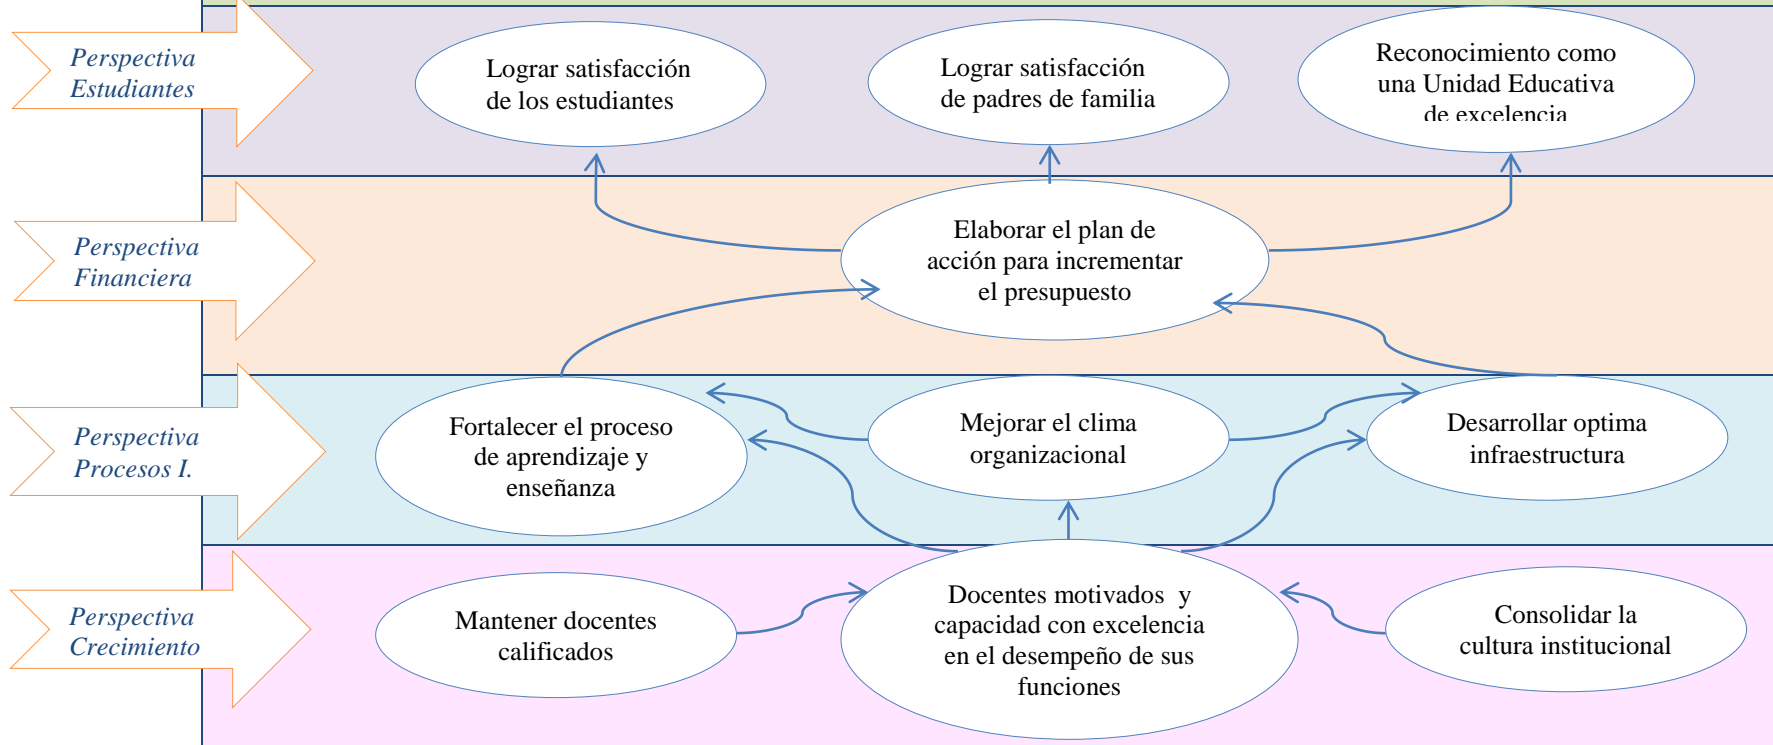 Perspectiva
Estudiantes
Lograr satisfacción
de los estudiantes
Lograr satisfacción
de padres de familia
Reconocimiento como
una Unidad Educativa
de excelencia
Perspectiva
Financiera
Elaborar el plan de
acción para incrementar
el presupuesto
Perspectiva
Procesos I.
Fortalecer el proceso
de aprendizaje y
enseñanza
Mejorar el clima
organizacional
Desarrollar optima
infraestructura
Perspectiva
Crecimiento
Mantener docentes
calificados
Docentes motivados  y
capacidad con excelencia
en el desempeño de sus
funciones
Consolidar la
cultura institucional